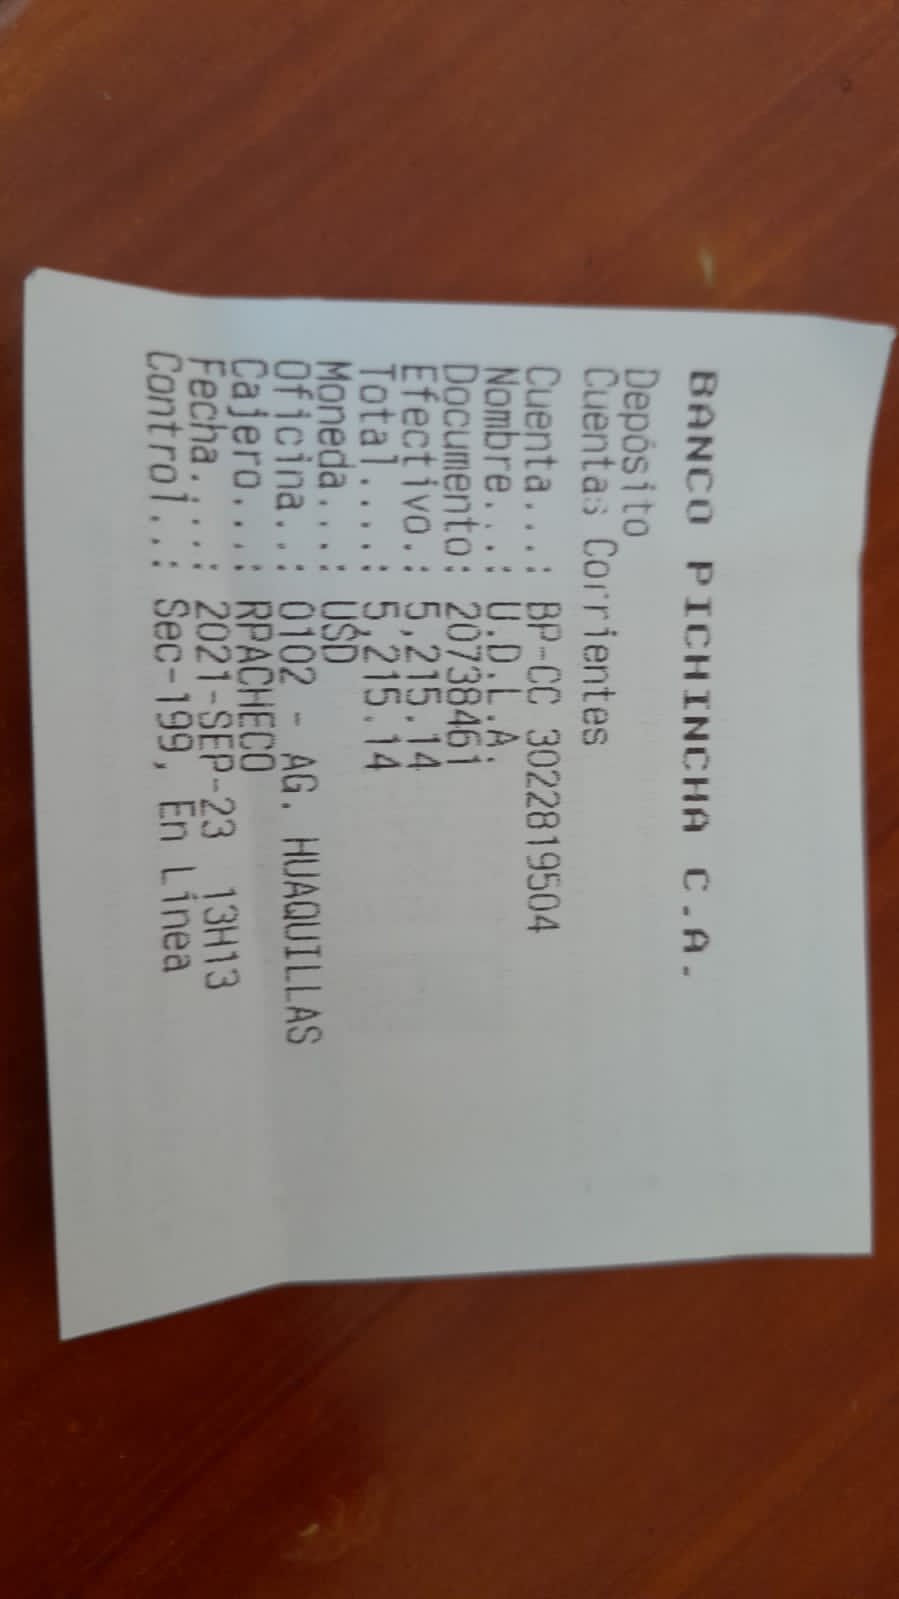 BANCO PICHINCHA C.A.
Depósito
Cuentas Corrientes
Cuenta...: BP-CC 3022819504
Nombre...: U.D.L.A.
Documento: 20738461
Efectivo.: 5,215.14
Total....: 5,215.14
Moneda...: USD
Oficina..: 0102 - AG. HUAQUILLAS
Cajero...: RPACHECO
Fecha....: 2021-SEP-23 13H13
Control..: Sec-199, En Línea